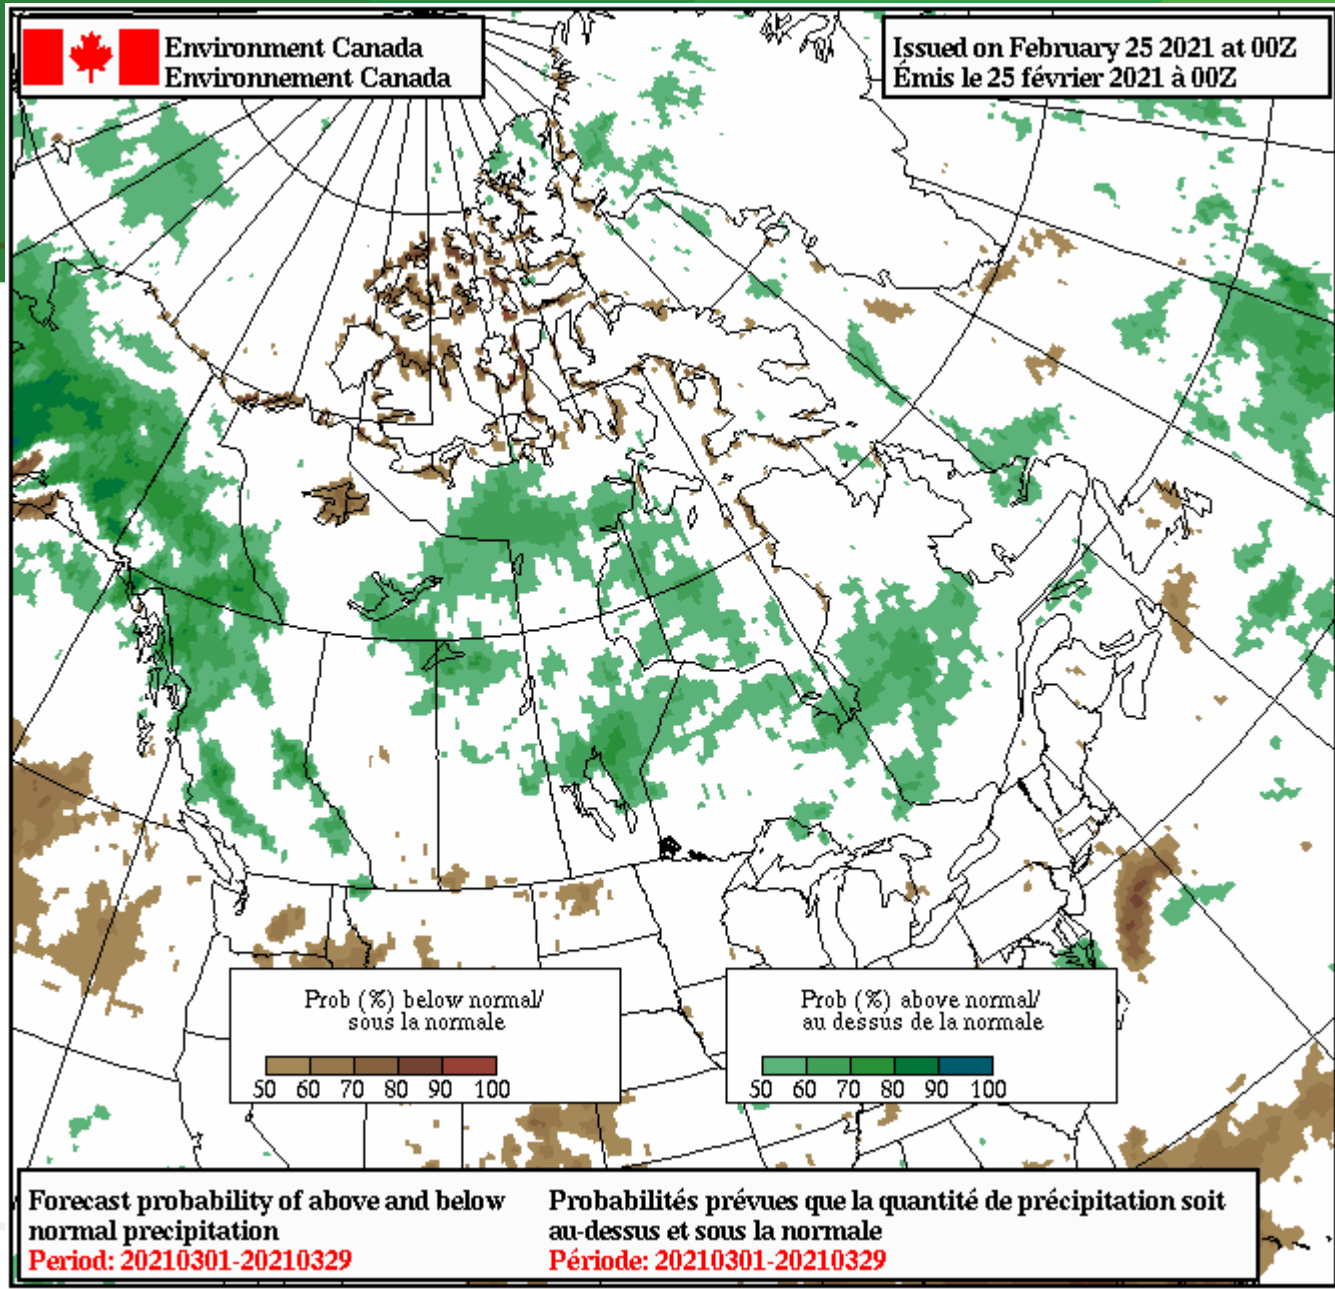 Environment Canada
Environnement Canada
Issued on February 25 2021 at 00Z
Émis le 25 février 2021 à 00Z
Prob (%) below normal/
sous la normale
50 60 70 80 90 100
Prob (%) above normal/
au dessus de la normale
50 60 70 80 90 100
Forecast probability of above and below
normal precipitation
Period: 20210301-20210329
Probabilités prévues que la quantité de précipitation soit
au-dessus et sous la normale
Période: 20210301-20210329